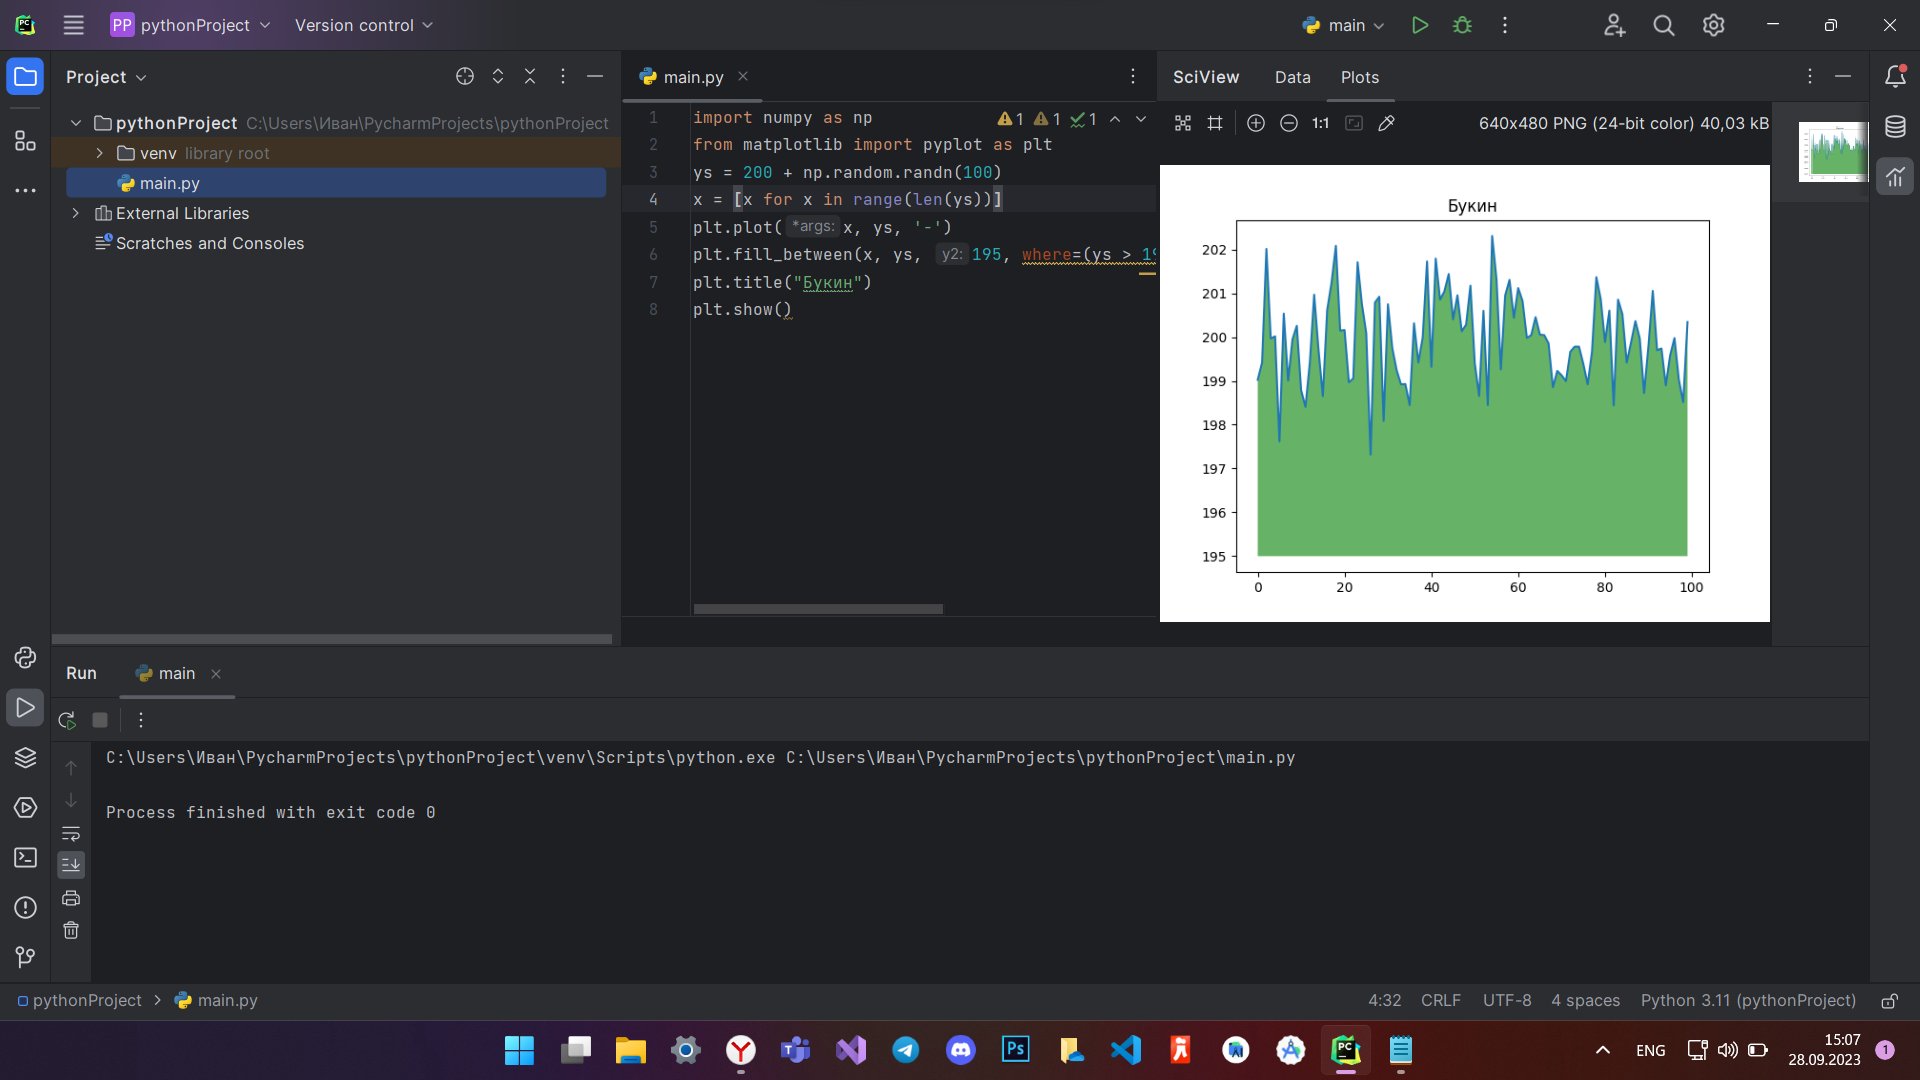 PP pythonProject Version control main
Project
pythonProject C:\Users\Иван\PycharmProjects\pythonProject
venv library root
main.py
External Libraries
Scratches and Consoles
main.py
1 import numpy as np
2 from matplotlib import pyplot as plt
3 ys = 200 + np.random.randn(100)
4 x = [x for x in range(len(ys))]
5 plt.plot( *args: x, ys, '-')
6 plt.fill_between(x, ys, y2: 195, where=(ys > 19
7 plt.title("Букин")
8 plt.show()
1 1 1
SciView Data Plots
1:1 640x480 PNG (24-bit color) 40,03 kB
Букин
202
201
200
199
198
197
196
195
0 20 40 60 80 100
Run main
C:\Users\Иван\PycharmProjects\pythonProject\venv\Scripts\python.exe C:\Users\Иван\PycharmProjects\pythonProject\main.py
Process finished with exit code 0
pythonProject > main.py 4:32 CRLF UTF-8 4 spaces Python 3.11 (pythonProject)
Ps
PC
ENG
15:07
28.09.2023
1